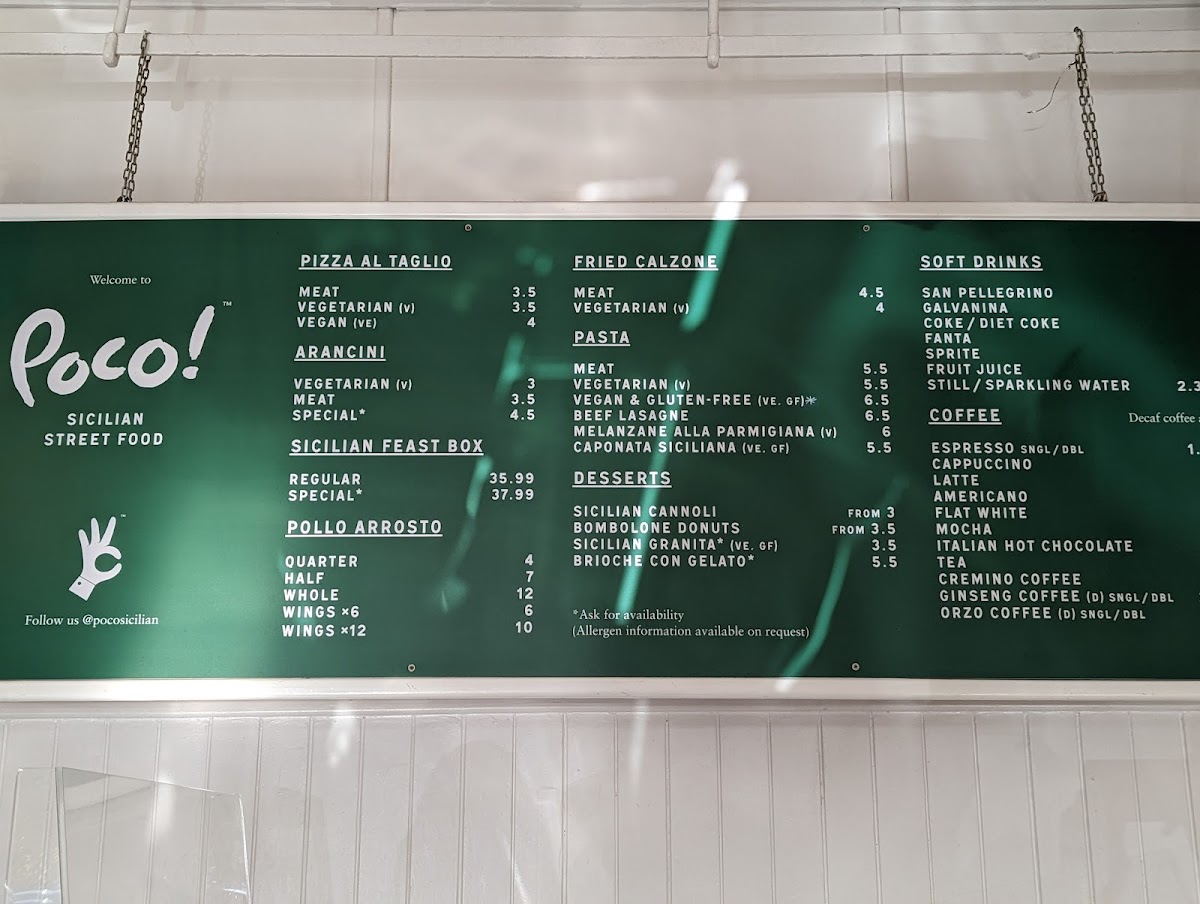 Welcome to
Poco!™
SICILIAN
STREET FOOD
™
Follow us @pocosicilian
PIZZA AL TAGLIO
MEAT 3.5
VEGETARIAN (V) 3.5
VEGAN (VE) 4
ARANCINI
VEGETARIAN (V) 3
MEAT 3.5
SPECIAL* 4.5
SICILIAN FEAST BOX
REGULAR 35.99
SPECIAL* 37.99
POLLO ARROSTO
QUARTER 4
HALF 7
WHOLE 12
WINGS ×6 6
WINGS ×12 10
FRIED CALZONE
MEAT 4.5
VEGETARIAN (V) 4
PASTA
MEAT 5.5
VEGETARIAN (V) 5.5
VEGAN & GLUTEN-FREE (VE. GF)* 6.5
BEEF LASAGNE 6.5
MELANZANE ALLA PARMIGIANA (V) 6
CAPONATA SICILIANA (VE. GF) 5.5
DESSERTS
SICILIAN CANNOLI FROM 3
BOMBOLONE DONUTS FROM 3.5
SICILIAN GRANITA* (VE. GF) 3.5
BRIOCHE CON GELATO* 5.5
*Ask for availability
(Allergen information available on request)
SOFT DRINKS
SAN PELLEGRINO
GALVANINA
COKE / DIET COKE
FANTA
SPRITE
FRUIT JUICE
STILL / SPARKLING WATER 2.3
COFFEE Decaf coffee
ESPRESSO SNGL/DBL 1.
CAPPUCCINO
LATTE
AMERICANO
FLAT WHITE
MOCHA
ITALIAN HOT CHOCOLATE
TEA
CREMINO COFFEE
GINSENG COFFEE (D) SNGL/DBL
ORZO COFFEE (D) SNGL/DBL